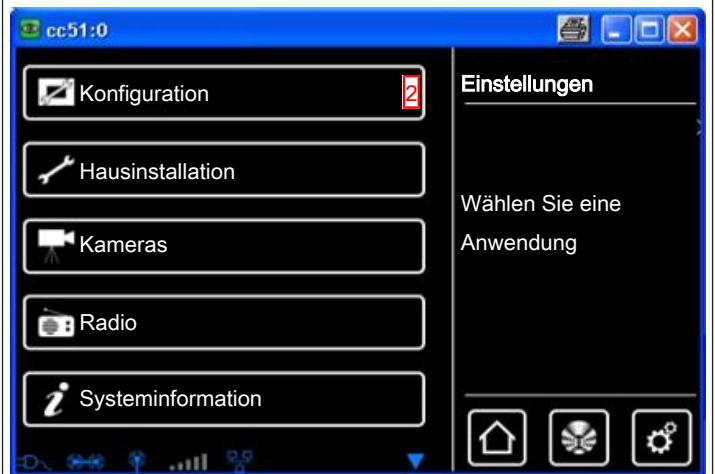 cc51:0
Konfiguration 2
Hausinstallation
Kameras
Radio
Systeminformation
Einstellungen
Wählen Sie eine
Anwendung